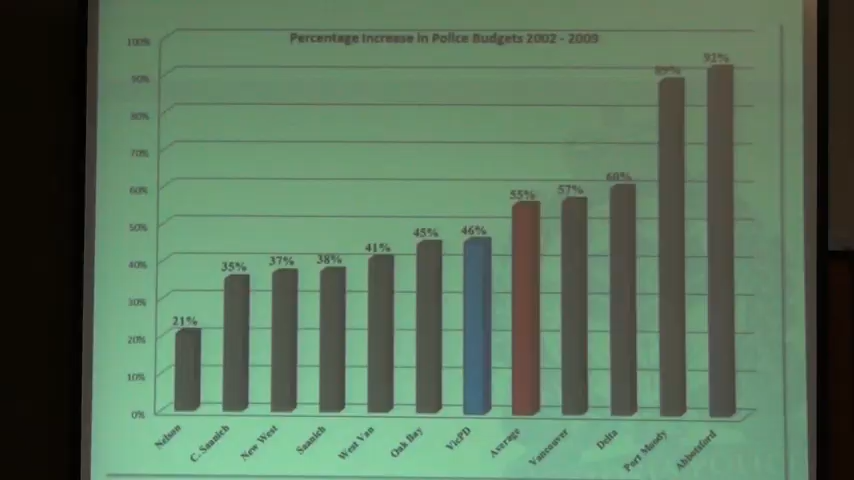 Percentage Increase in Police Budgets 2002 - 2009
100%
90%
80%
70%
60%
50%
40%
30%
20%
10%
0%
21%
35%
37%
38%
41%
45%
46%
55%
57%
60%
89%
92%
Nelson
C. Saanich
New West
Saanich
West Van
Oak Bay
VicPD
Average
Vancouver
Delta
Port Moody
Abbotsford